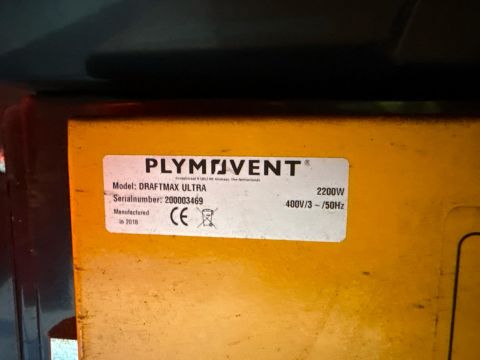 PLYMOVENT®
Model: DRAFTMAX ULTRA
2200W
Serialnumber: 200003469
400V/3 ~ /50Hz
Manufactured
in 2018
CE